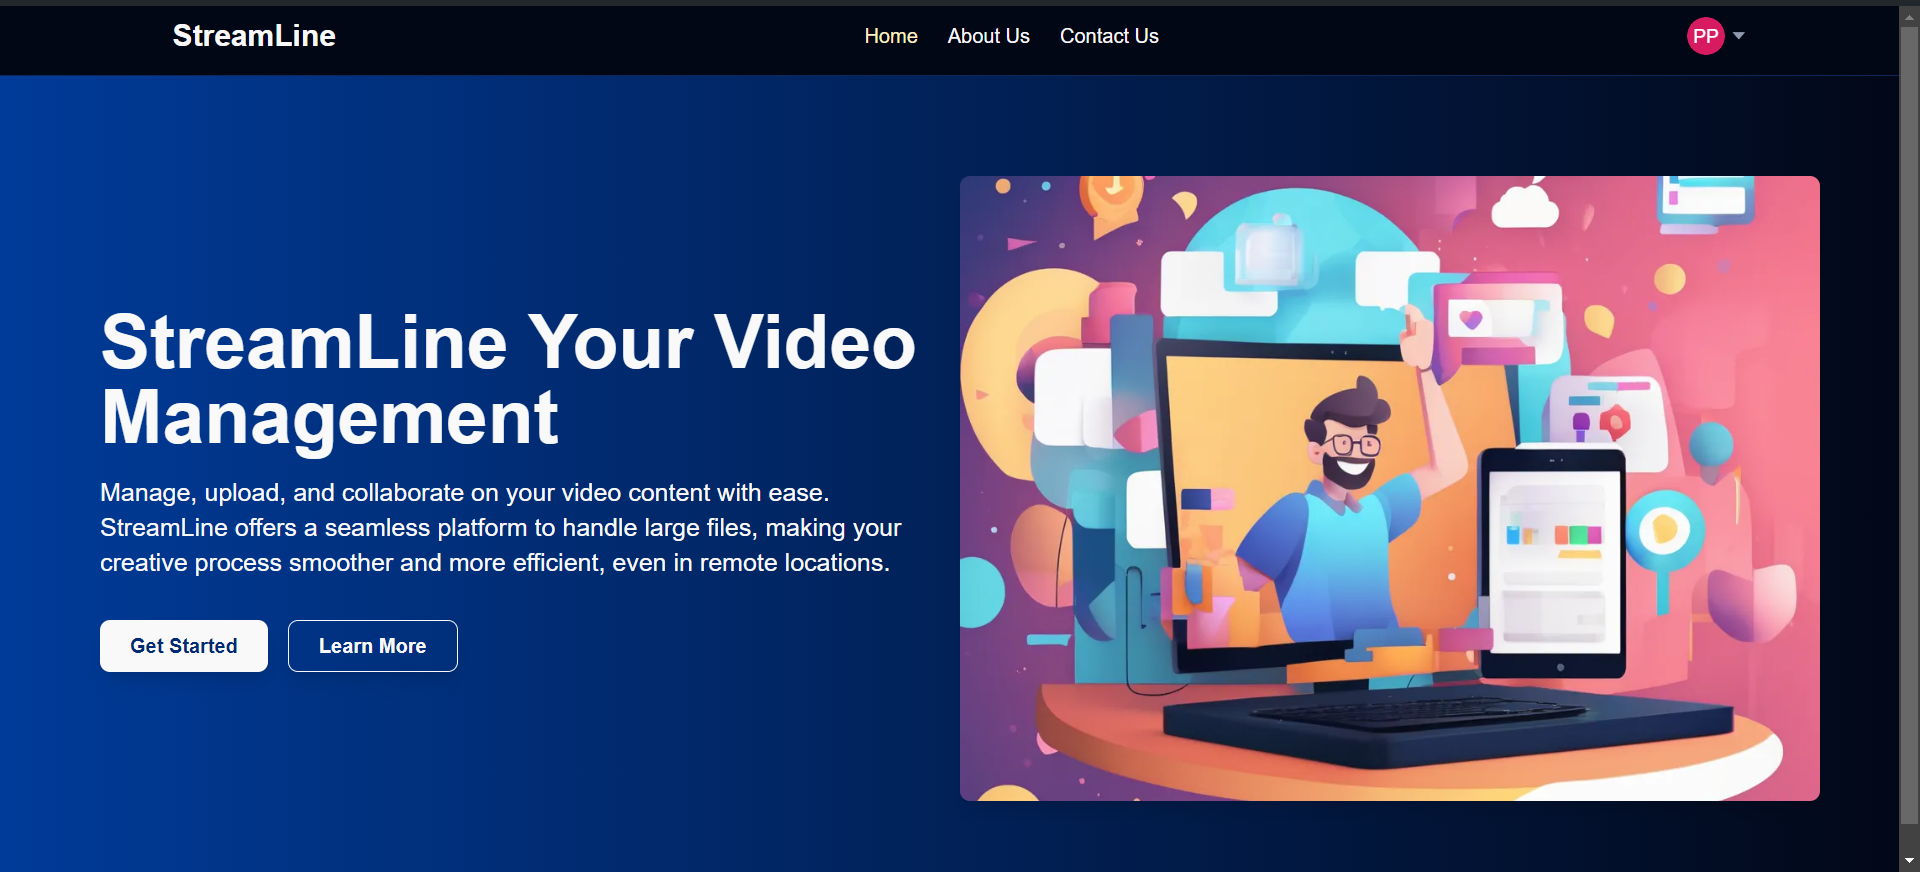 StreamLine
Home
About Us
Contact Us
PP
StreamLine Your Video
Management
Manage, upload, and collaborate on your video content with ease.
StreamLine offers a seamless platform to handle large files, making your
creative process smoother and more efficient, even in remote locations.
Get Started
Learn More